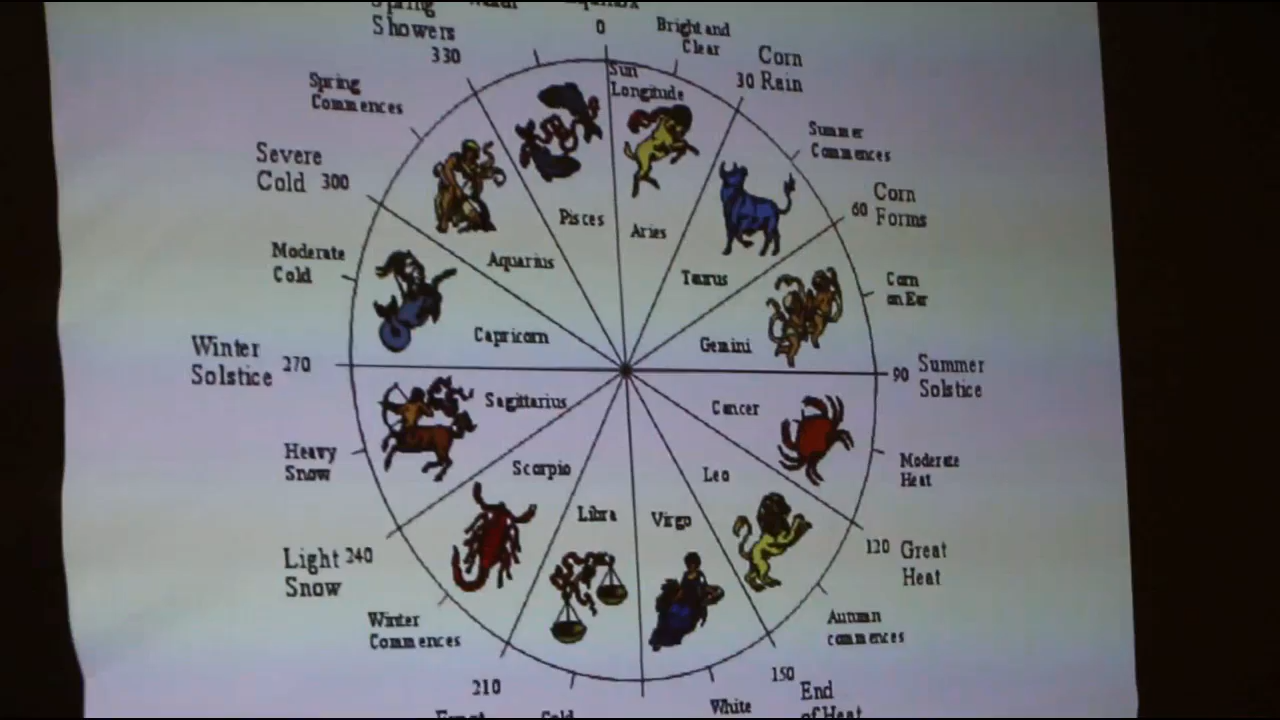 Spring
Showers
330
0
Bright and
Clear
Corn
30 Rain
Sun
Longitude
Spring
Commences
Summer
Commences
Severe
Cold 300
60 Corn
Forms
Pisces
Aries
Aquarius
Taurus
Moderate
Cold
Corn
on Ear
Capricorn
Gemini
Winter
Solstice 270
90 Summer
Solstice
Sagittarius
Cancer
Heavy
Snow
Moderate
Heat
Scorpio
Leo
Libra
Virgo
Light 240
Snow
120 Great
Heat
Winter
Commences
Autumn
commences
210
150 End
of Heat
White
Cold